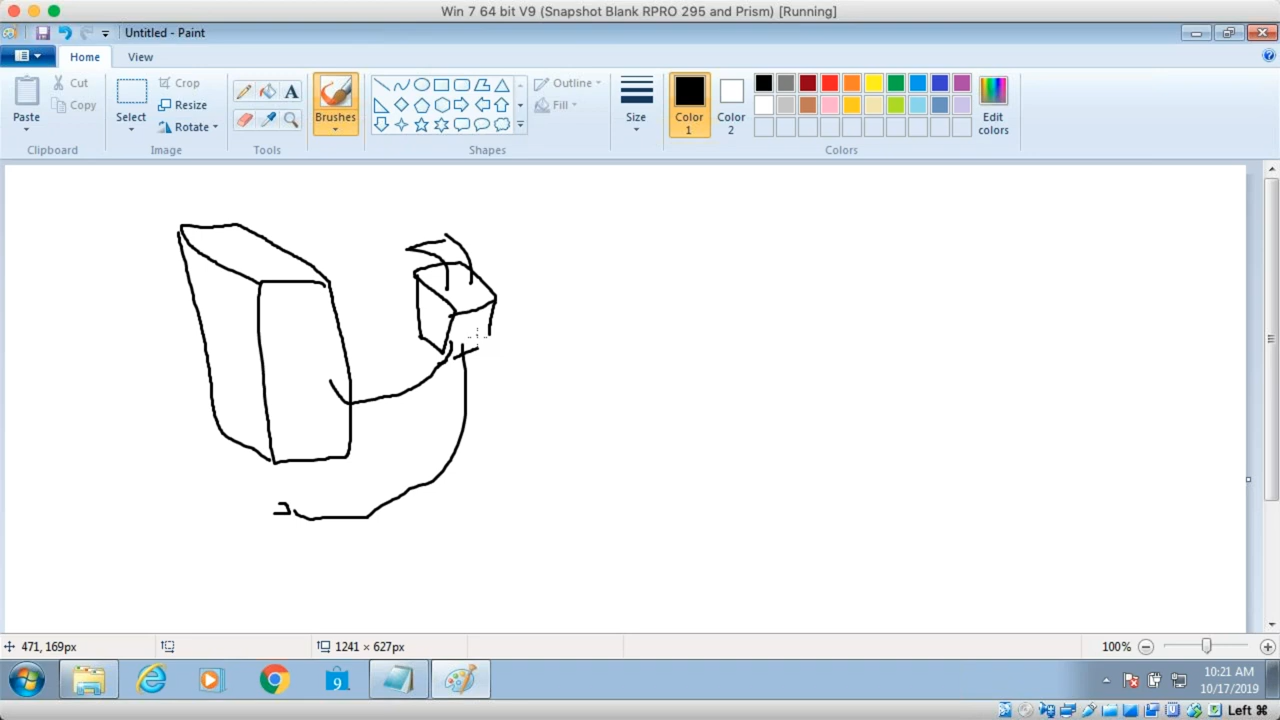 Win 7 64 bit V9 (Snapshot Blank RPRO 295 and Prism) [Running]
Untitled - Paint
Home View
Paste
Cut
Copy
Clipboard
Select
Crop
Resize
Rotate
Image
A
Tools
Brushes
Shapes
Outline
Fill
Size
Color 1
Color 2
Edit colors
Colors
471, 169px
1241 × 627px
100%
9
10:21 AM
10/17/2019
Left ⌘